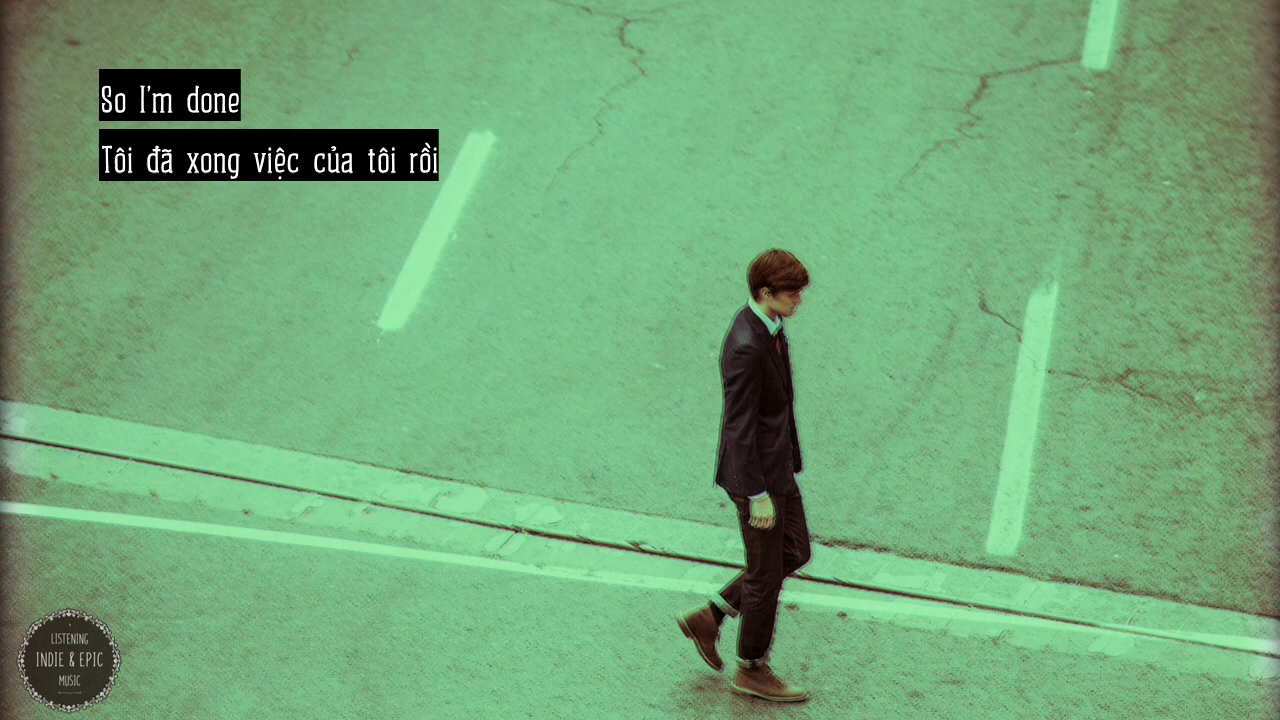 So I'm done
Tôi đã xong việc của tôi rồi
LISTENING
INDIE & EPIC
MUSIC